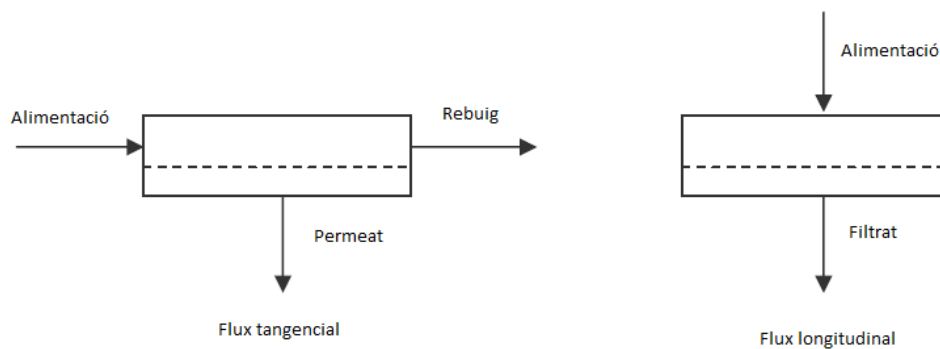 Alimentació
Rebuig
Permeat
Flux tangencial
Alimentació
Filtrat
Flux longitudinal